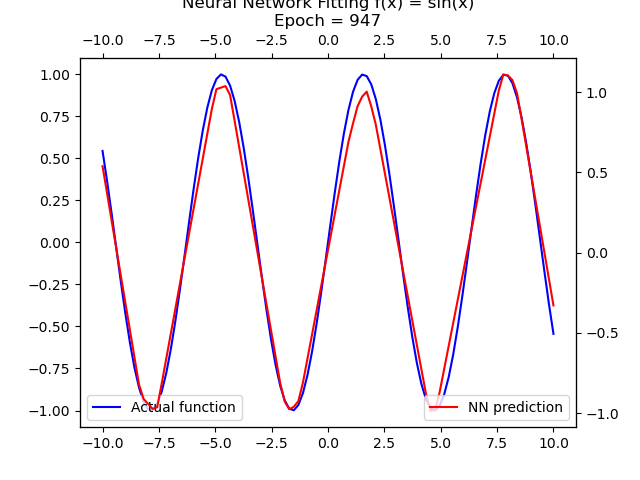 Neural Network Fitting f(x) = sin(x)
Epoch = 947
−10.0 −7.5 −5.0 −2.5 0.0 2.5 5.0 7.5 10.0
1.00
0.75
0.50
0.25
0.00
−0.25
−0.50
−0.75
−1.00
1.0
0.5
0.0
−0.5
−1.0
Actual function
NN prediction
−10.0 −7.5 −5.0 −2.5 0.0 2.5 5.0 7.5 10.0